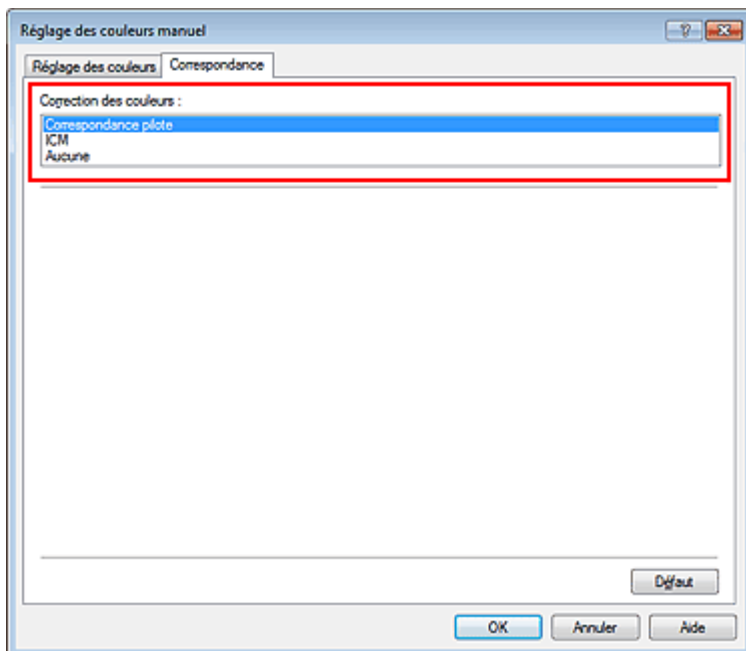 Réglage des couleurs manuel
Réglage des couleurs Correspondance
Correction des couleurs :
Correspondance pilote
ICM
Aucune
Défaut
OK Annuler Aide